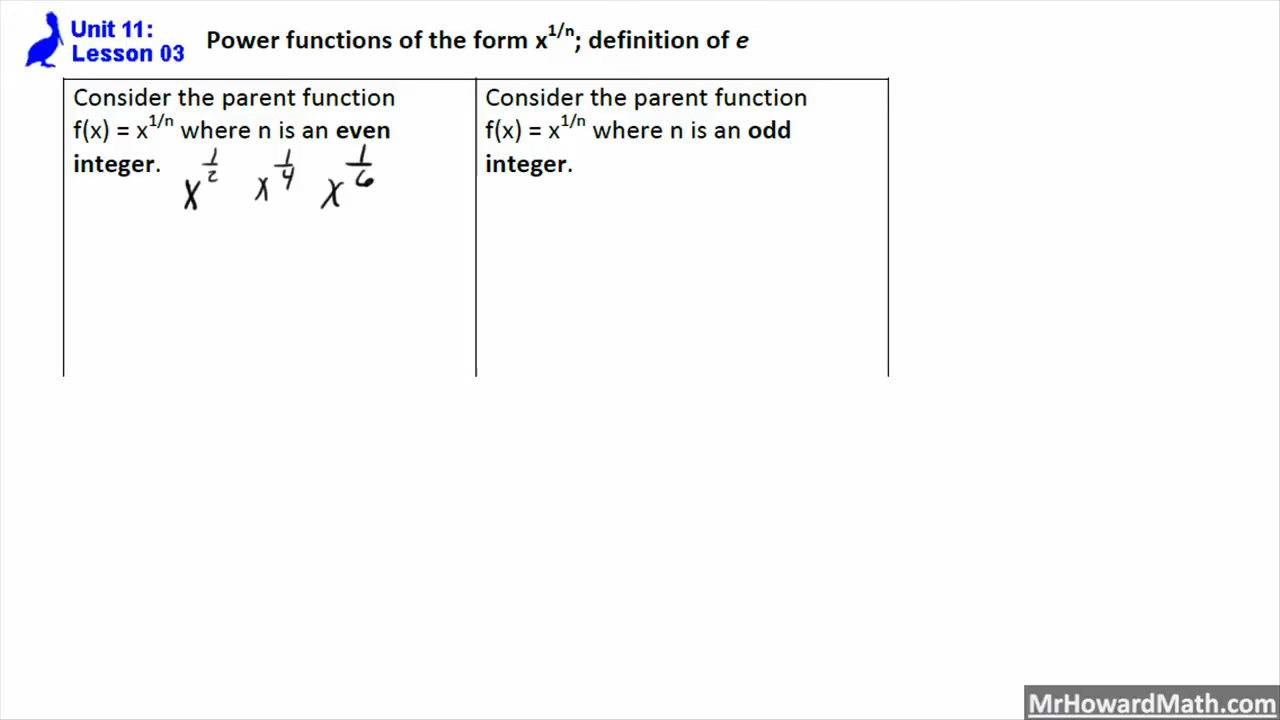 Unit 11:
Lesson 03
Power functions of the form x^1/n; definition of e
Consider the parent function
f(x) = x^1/n where n is an even
integer.
x^1/2 x^1/4 x^1/6
Consider the parent function
f(x) = x^1/n where n is an odd
integer.
MrHowardMath.com